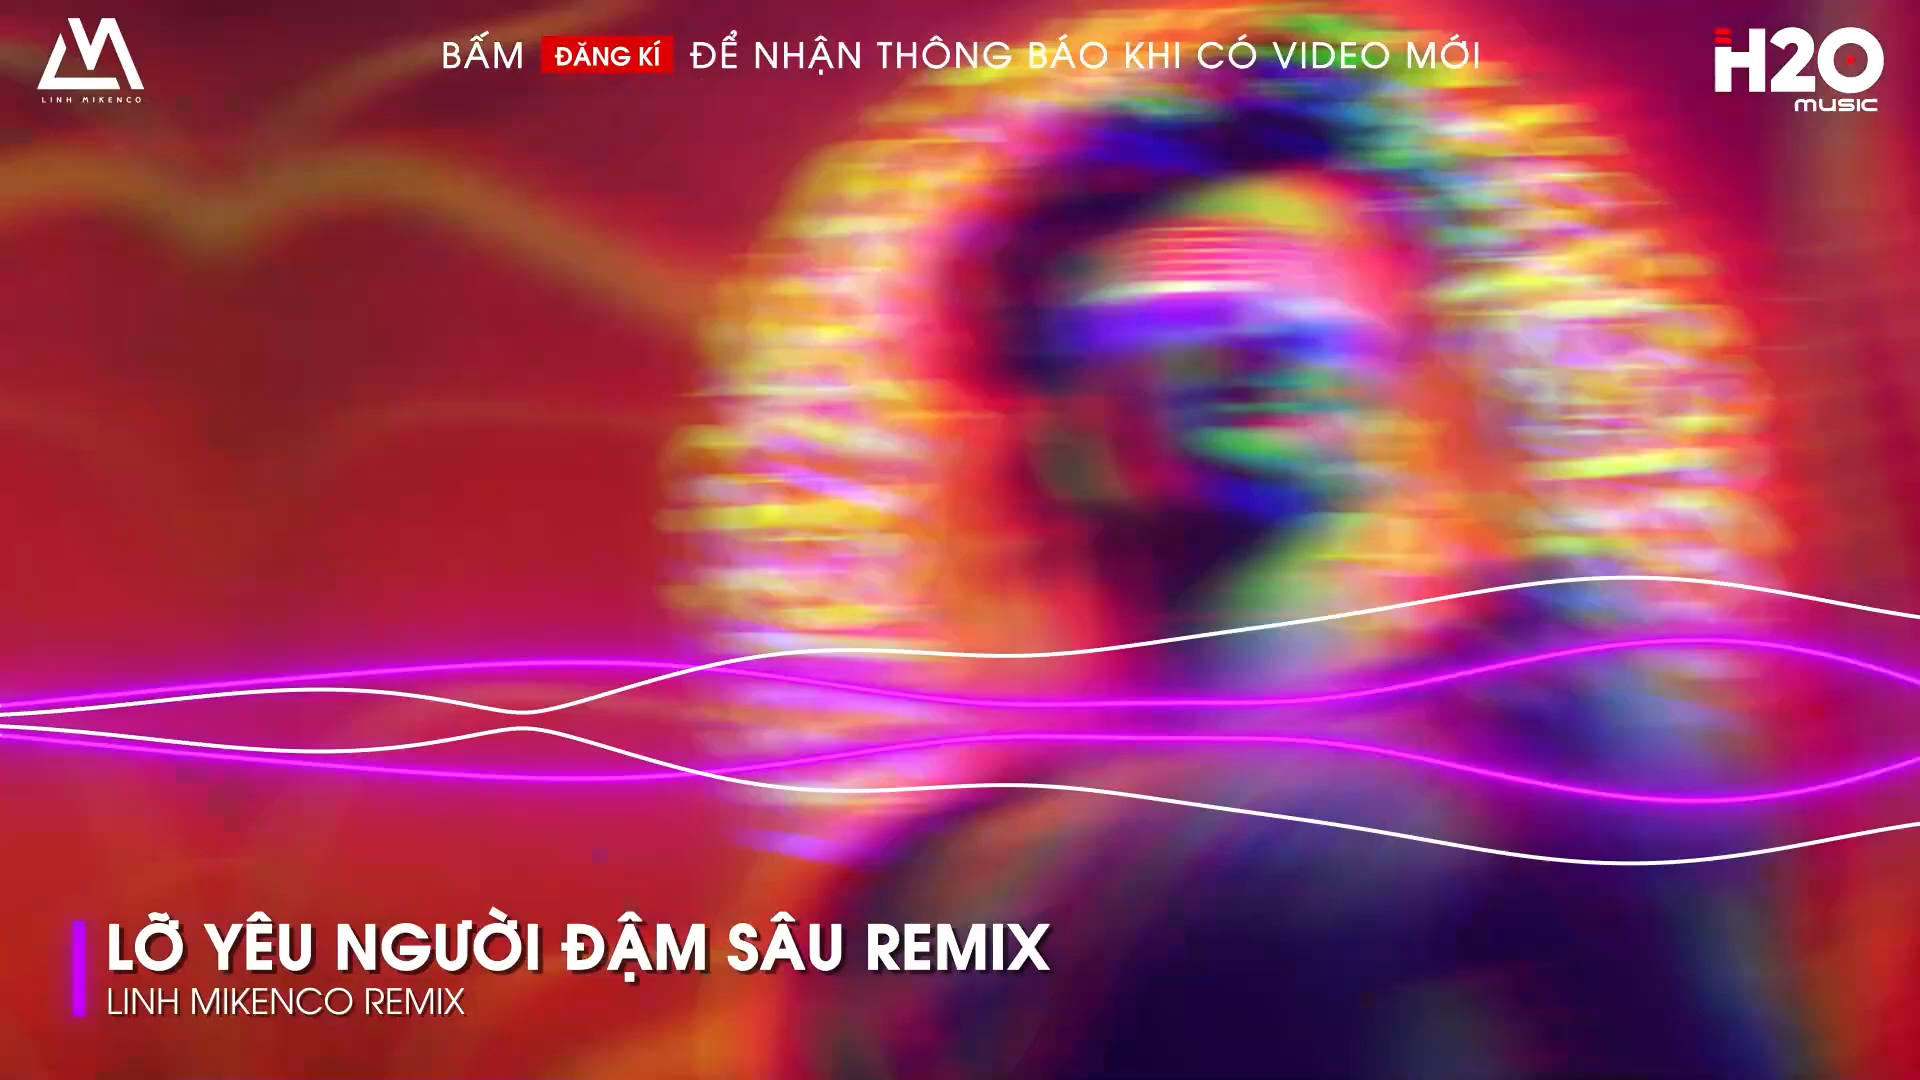 LINH MIKENCO
BẤM ĐĂNG KÍ ĐỂ NHẬN THÔNG BÁO KHI CÓ VIDEO MỚI
H2O
MUSIC
LỠ YÊU NGƯỜI ĐẬM SÂU REMIX
LINH MIKENCO REMIX